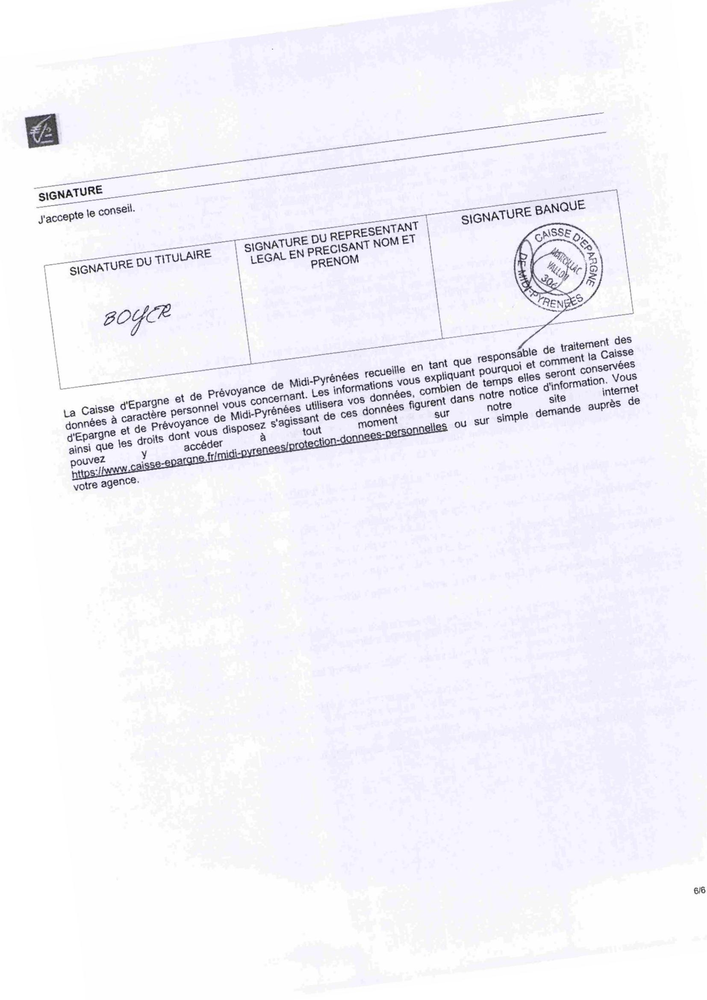 SIGNATURE
J'accepte le conseil.
SIGNATURE DU TITULAIRE
BOYER
SIGNATURE DU REPRESENTANT
LEGAL EN PRECISANT NOM ET
PRENOM
SIGNATURE BANQUE
CAISSE D'EPARGNE
DE MIDI-PYRENEES
MARCILLAC
VALLON
306
La Caisse d'Epargne et de Prévoyance de Midi-Pyrénées recueille en tant que responsable de traitement des
données à caractère personnel vous concernant. Les informations vous expliquant pourquoi et comment la Caisse
d'Epargne et de Prévoyance de Midi-Pyrénées utilisera vos données, combien de temps elles seront conservées
ainsi que les droits dont vous disposez s'agissant de ces données figurent dans notre notice d'information. Vous
pouvez y accéder à tout moment sur notre site internet
https://www.caisse-epargne.fr/midi-pyrenees/protection-donnees-personnelles ou sur simple demande auprès de
votre agence.
6/6